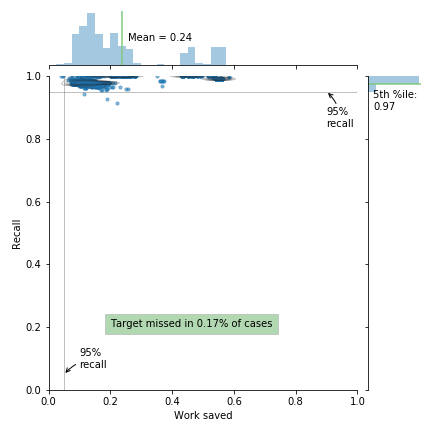 Mean = 0.24
1.0
0.8
0.6
0.4
0.2
0.0
Recall
5th %ile:
0.97
95%
recall
Target missed in 0.17% of cases
95%
recall
0.0 0.2 0.4 0.6 0.8 1.0
Work saved